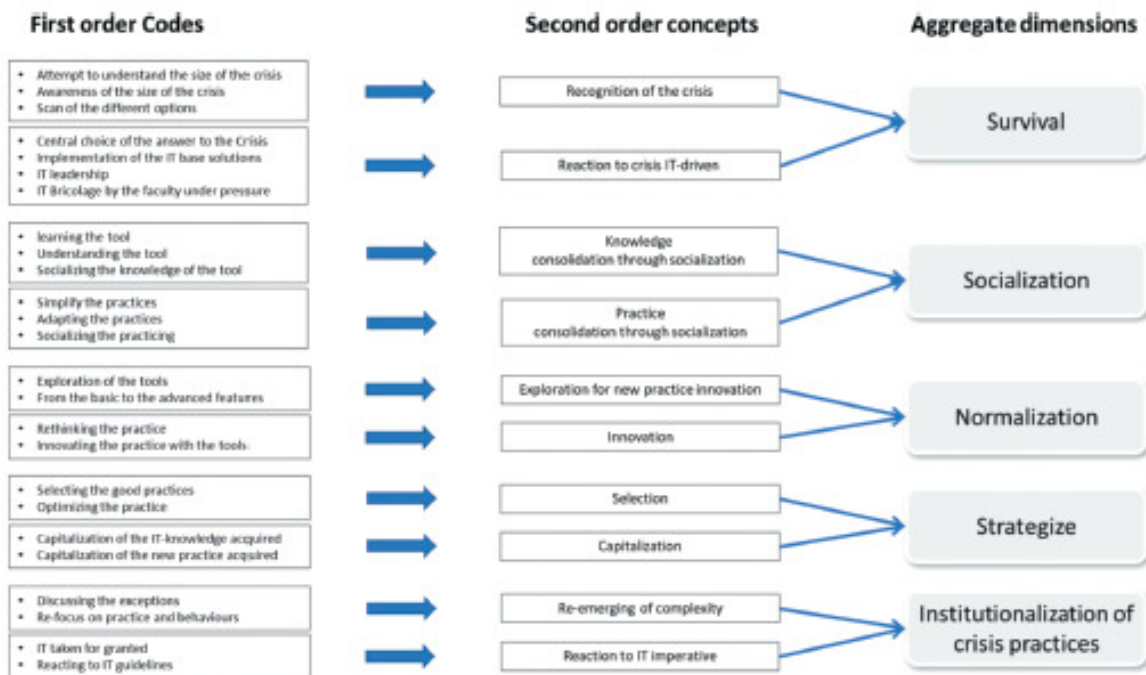 First order Codes
Second order concepts
Aggregate dimensions
• Attempt to understand the size of the crisis
• Awareness of the size of the crisis
• Scan of the different options
Recognition of the crisis
Survival
• Central choice of the answer to the Crisis
• Implementation of the IT base solutions
• IT leadership
• IT Bricolage by the faculty under pressure
Reaction to crisis IT-driven
• learning the tool
• Understanding the tool
• Socializing the knowledge of the tool
Knowledge
consolidation through socialization
Socialization
• Simplify the practices
• Adapting the practices
• Socializing the practicing
Practice
consolidation through socialization
• Exploration of the tools
• From the basic to the advanced features
Exploration for new practice innovation
Normalization
• Rethinking the practice
• Innovating the practice with the tools
Innovation
• Selecting the good practices
• Optimizing the practice
Selection
Strategize
• Capitalization of the IT-knowledge acquired
• Capitalization of the new practice acquired
Capitalization
• Discussing the exceptions
• Re-focus on practice and behaviours
Re-emerging of complexity
Institutionalization of
crisis practices
• IT taken for granted
• Reacting to IT guidelines
Reaction to IT imperative